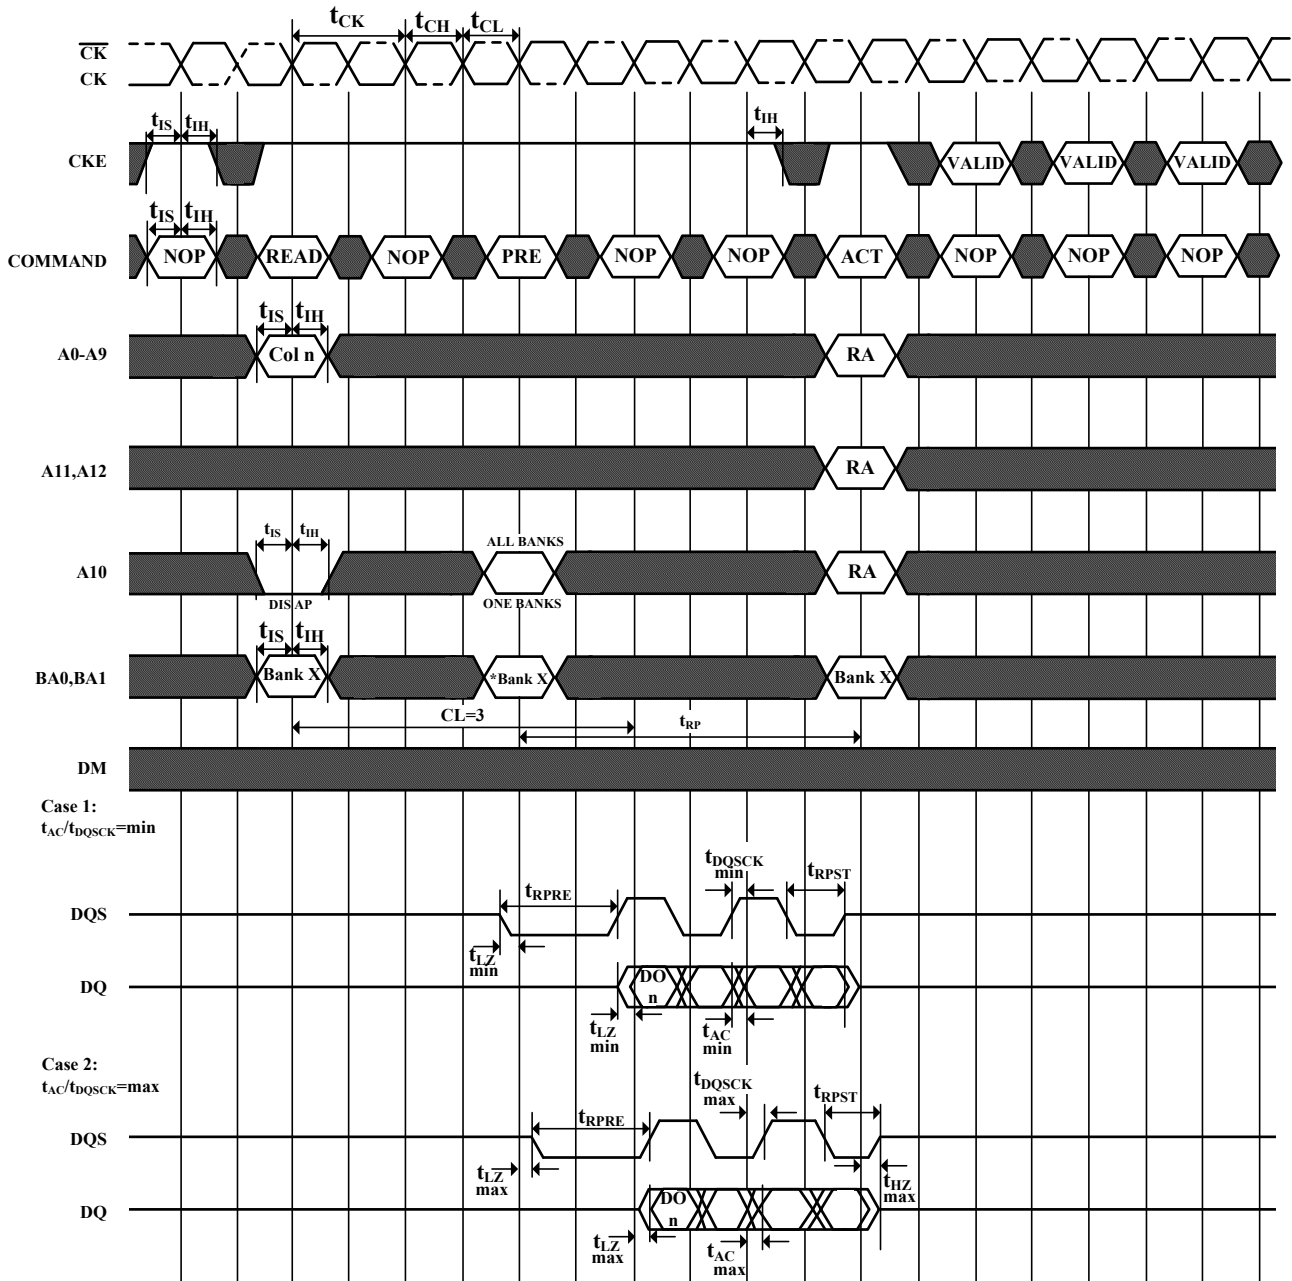 tCK tCH tCL
CK
CK
tIS tIH tIH
CKE VALID VALID VALID
tIS tIH
COMMAND NOP READ NOP PRE NOP NOP ACT NOP NOP NOP
tIS tIH
A0-A9 Col n RA
A11,A12 RA
tIS tIH ALL BANKS
A10 RA
DIS AP ONE BANKS
tIS tIH
BA0,BA1 Bank X *Bank X Bank X
CL=3 tRP
DM
Case 1:
tAC/tDQSCK=min
tDQSCK
min
tRPST
tRPRE
DQS
tLZ
min
DQ DO
n
tLZ
min
tAC
min
Case 2:
tAC/tDQSCK=max
tDQSCK
max
tRPST
tRPRE
DQS
tLZ
max
tHZ
max
DQ DO
n
tLZ
max
tAC
max